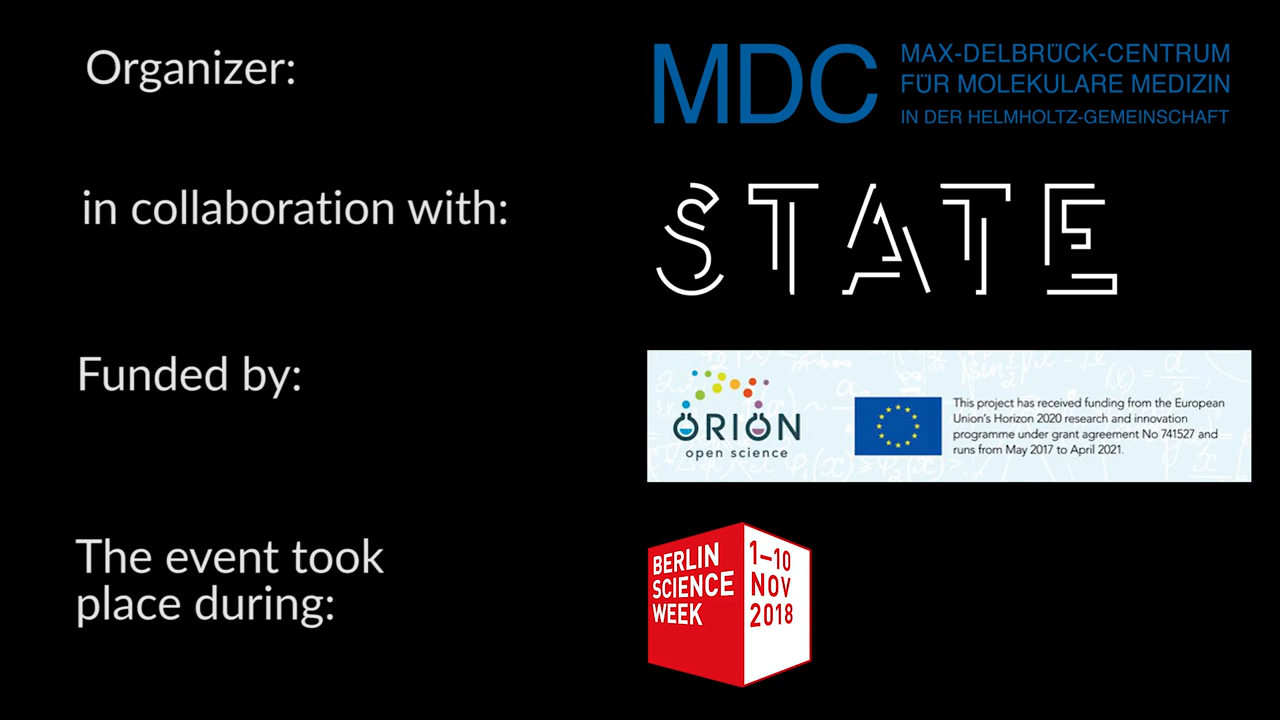 Organizer:
MDC
MAX-DELBRÜCK-CENTRUM
FÜR MOLEKULARE MEDIZIN
IN DER HELMHOLTZ-GEMEINSCHAFT
in collaboration with:
STATE
Funded by:
ORION
open science
This project has received funding from the European
Union's Horizon 2020 research and innovation
programme under grant agreement No 741527 and
runs from May 2017 to April 2021.
The event took
place during:
BERLIN
SCIENCE
WEEK
1–10
NOV
2018